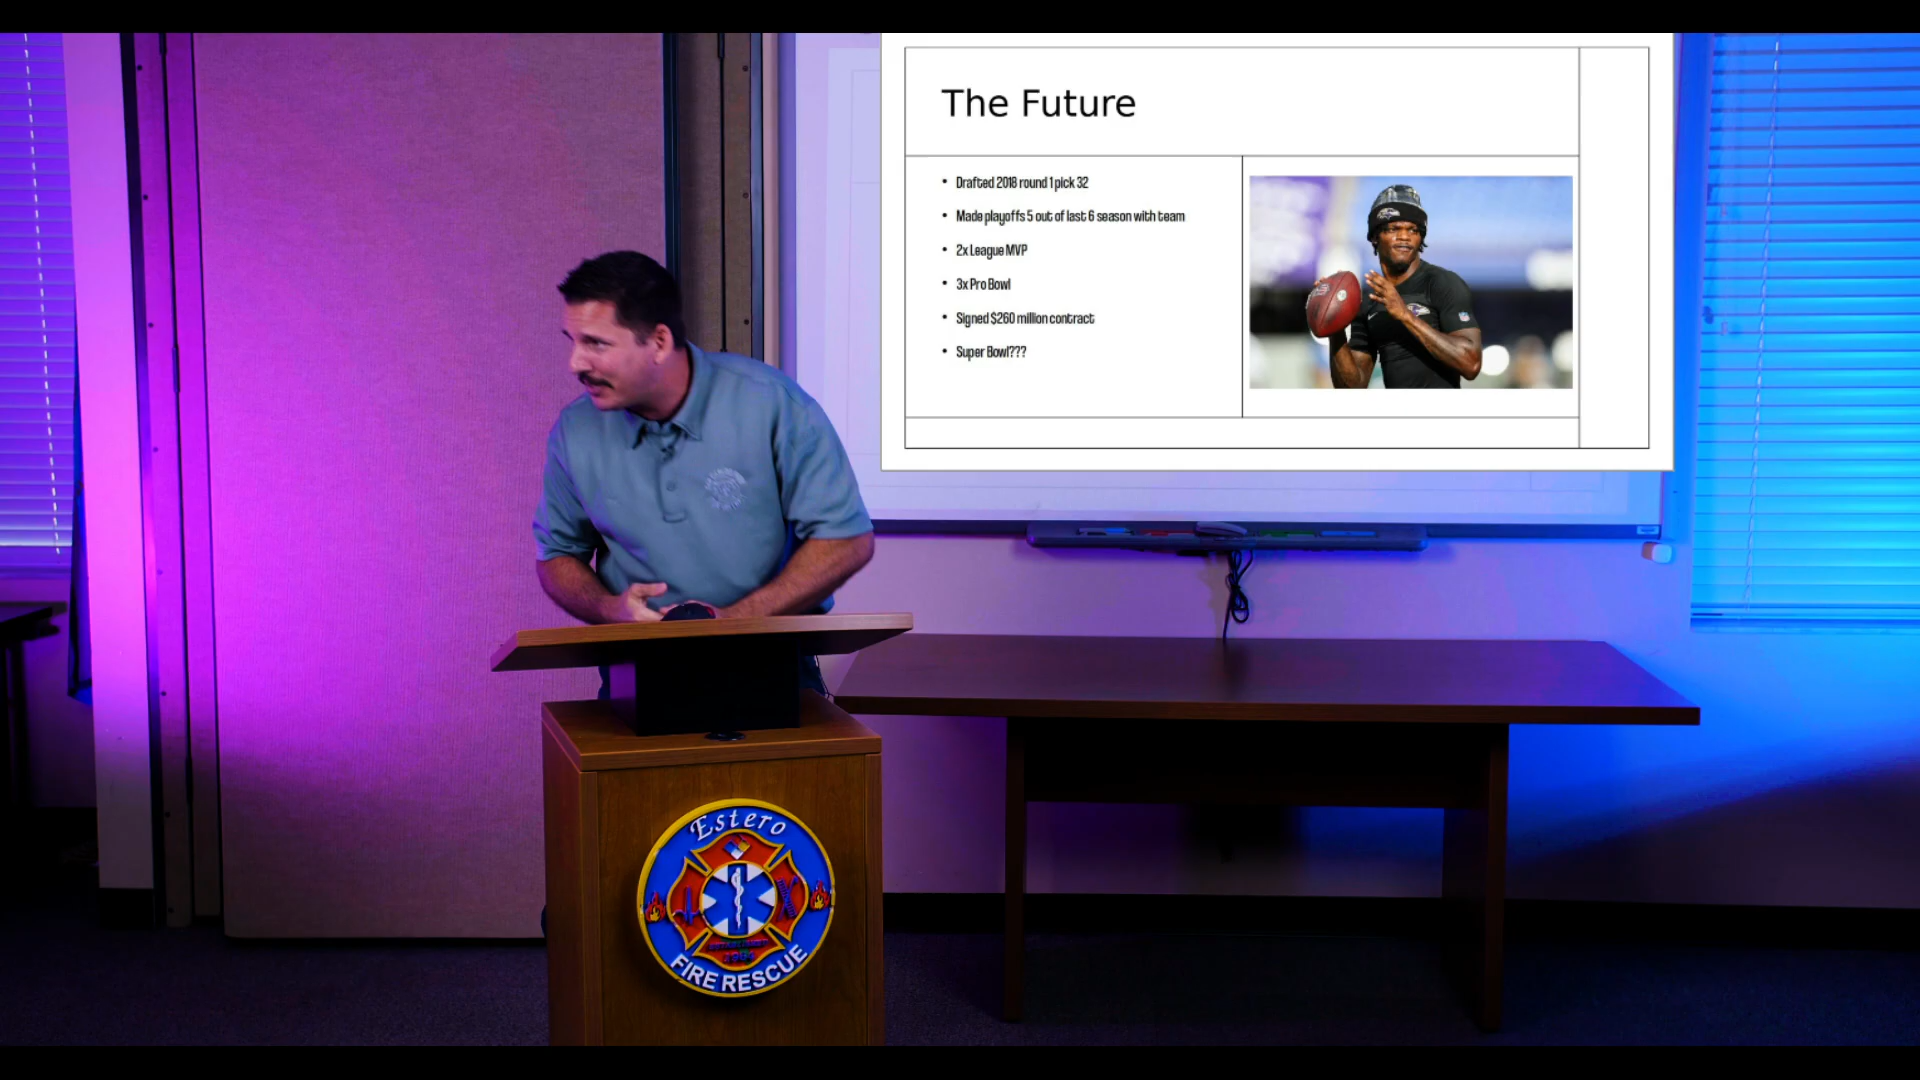 The Future
• Drafted 2018 round 1 pick 32
• Made playoffs 5 out of last 6 season with team
• 2x League MVP
• 3x Pro Bowl
• Signed $260 million contract
• Super Bowl???
Estero
FIRE RESCUE